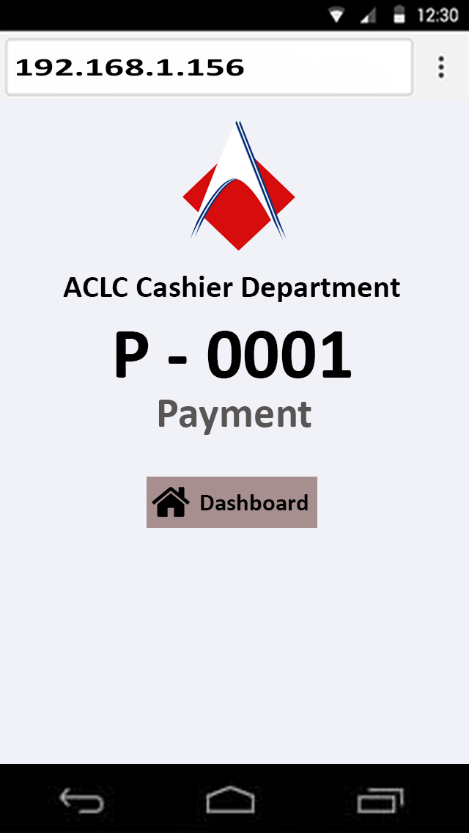 12:30
192.168.1.156
ACLC Cashier Department
P - 0001
Payment
Dashboard